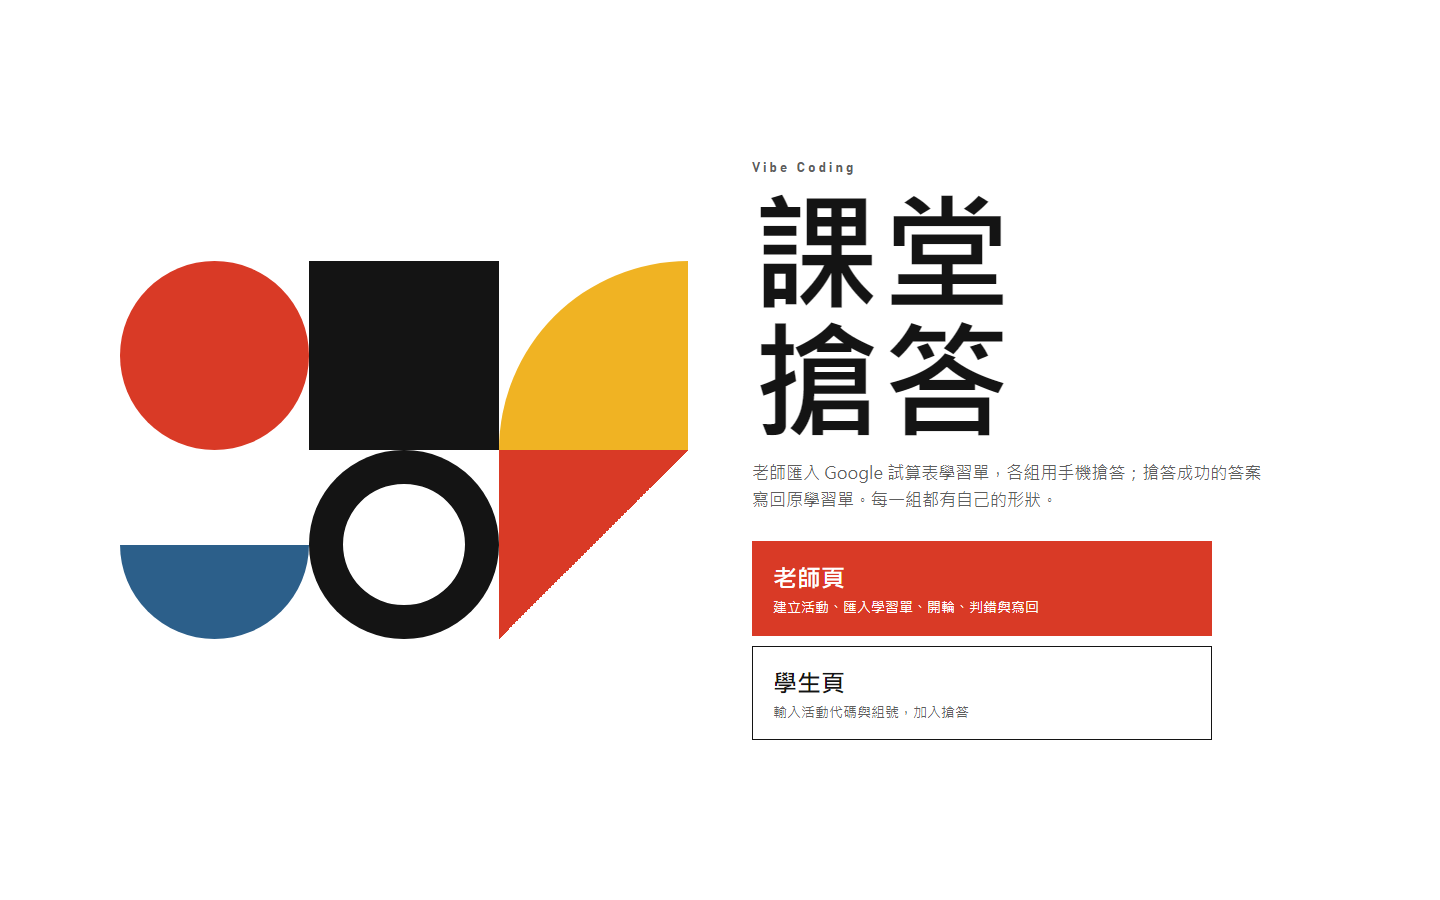 Vibe Coding
課堂
搶答
老師匯入 Google 試算表學習單，各組用手機搶答；搶答成功的答案
寫回原學習單。每一組都有自己的形狀。
老師頁
建立活動、匯入學習單、開輪、判錯與寫回
學生頁
輸入活動代碼與組號，加入搶答